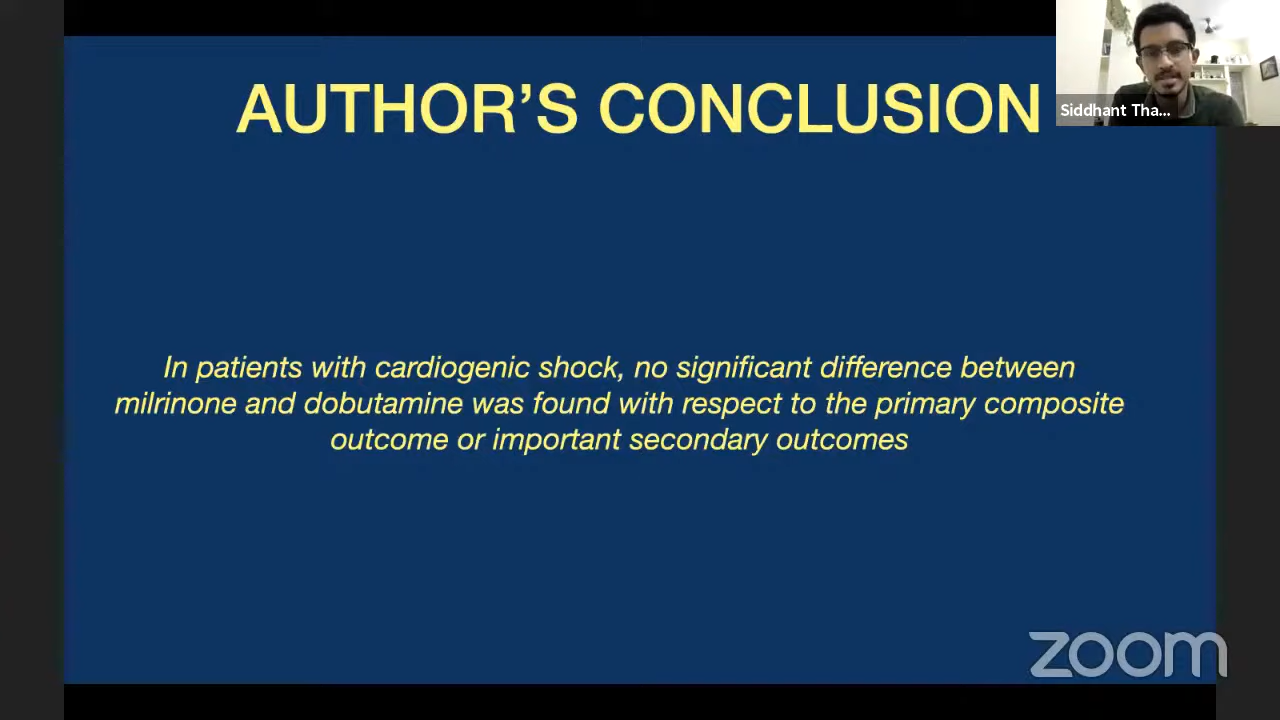 AUTHOR'S CONCLUSION
Siddhant Tha...
In patients with cardiogenic shock, no significant difference between
milrinone and dobutamine was found with respect to the primary composite
outcome or important secondary outcomes
zoom